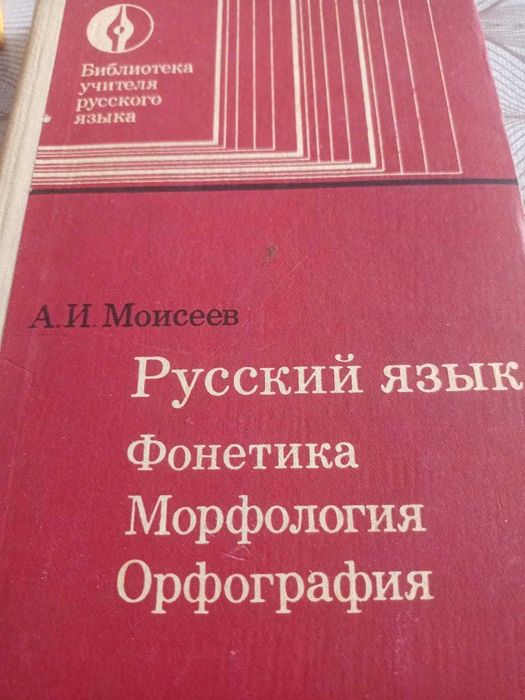 Библиотека
учителя
русского
языка
А. И. Моисеев
Русский язык
Фонетика
Морфология
Орфография